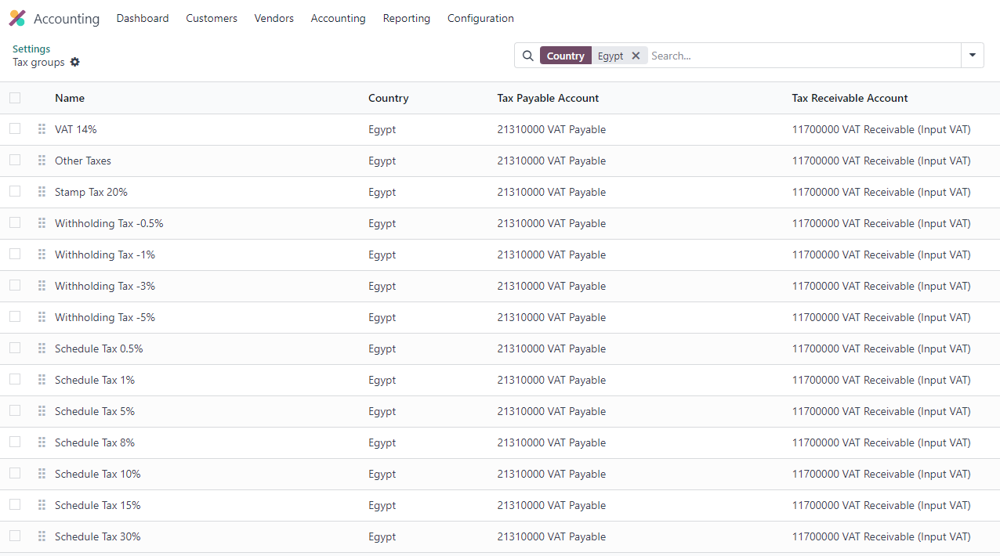 Accounting Dashboard Customers Vendors Accounting Reporting Configuration
Settings
Tax groups
Country Egypt Search...
Name Country Tax Payable Account Tax Receivable Account
VAT 14% Egypt 21310000 VAT Payable 11700000 VAT Receivable (Input VAT)
Other Taxes Egypt 21310000 VAT Payable 11700000 VAT Receivable (Input VAT)
Stamp Tax 20% Egypt 21310000 VAT Payable 11700000 VAT Receivable (Input VAT)
Withholding Tax -0.5% Egypt 21310000 VAT Payable 11700000 VAT Receivable (Input VAT)
Withholding Tax -1% Egypt 21310000 VAT Payable 11700000 VAT Receivable (Input VAT)
Withholding Tax -3% Egypt 21310000 VAT Payable 11700000 VAT Receivable (Input VAT)
Withholding Tax -5% Egypt 21310000 VAT Payable 11700000 VAT Receivable (Input VAT)
Schedule Tax 0.5% Egypt 21310000 VAT Payable 11700000 VAT Receivable (Input VAT)
Schedule Tax 1% Egypt 21310000 VAT Payable 11700000 VAT Receivable (Input VAT)
Schedule Tax 5% Egypt 21310000 VAT Payable 11700000 VAT Receivable (Input VAT)
Schedule Tax 8% Egypt 21310000 VAT Payable 11700000 VAT Receivable (Input VAT)
Schedule Tax 10% Egypt 21310000 VAT Payable 11700000 VAT Receivable (Input VAT)
Schedule Tax 15% Egypt 21310000 VAT Payable 11700000 VAT Receivable (Input VAT)
Schedule Tax 30% Egypt 21310000 VAT Payable 11700000 VAT Receivable (Input VAT)